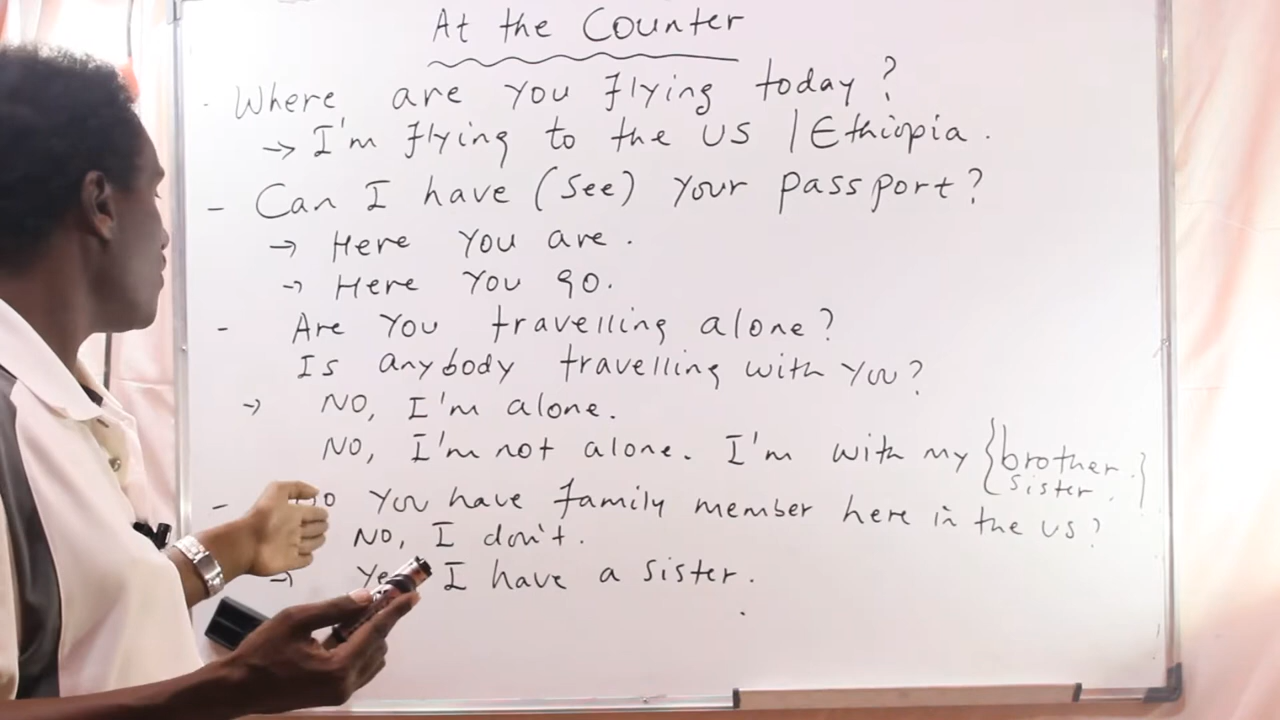 At the Counter
. Where are you flying today?
→ I'm flying to the US / Ethiopia.
- Can I have (see) your passport?
→ Here you are.
→ Here you go.
- Are you travelling alone?
Is anybody travelling with you?
→ NO, I'm alone.
NO, I'm not alone. I'm with my { brother. }
sister.
- you have family member here in the US?
NO, I don't.
→ I have a sister.